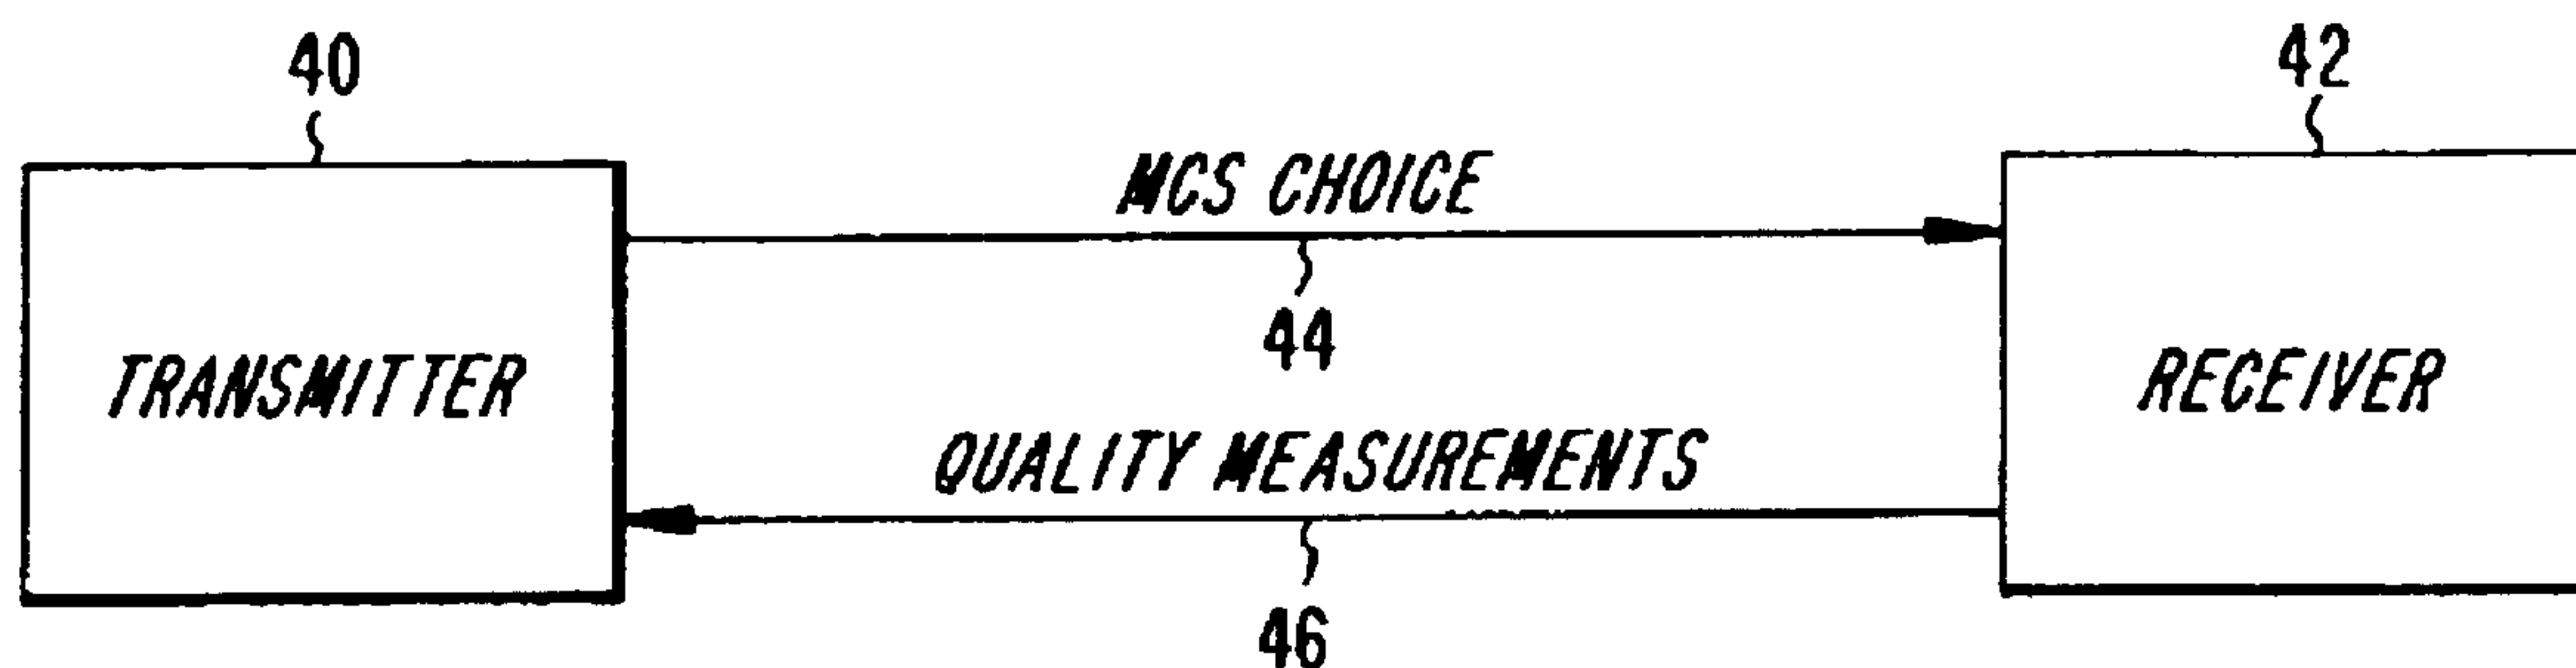 40
42
MCS CHOICE
44
TRANSMITTER
RECEIVER
QUALITY MEASUREMENTS
46